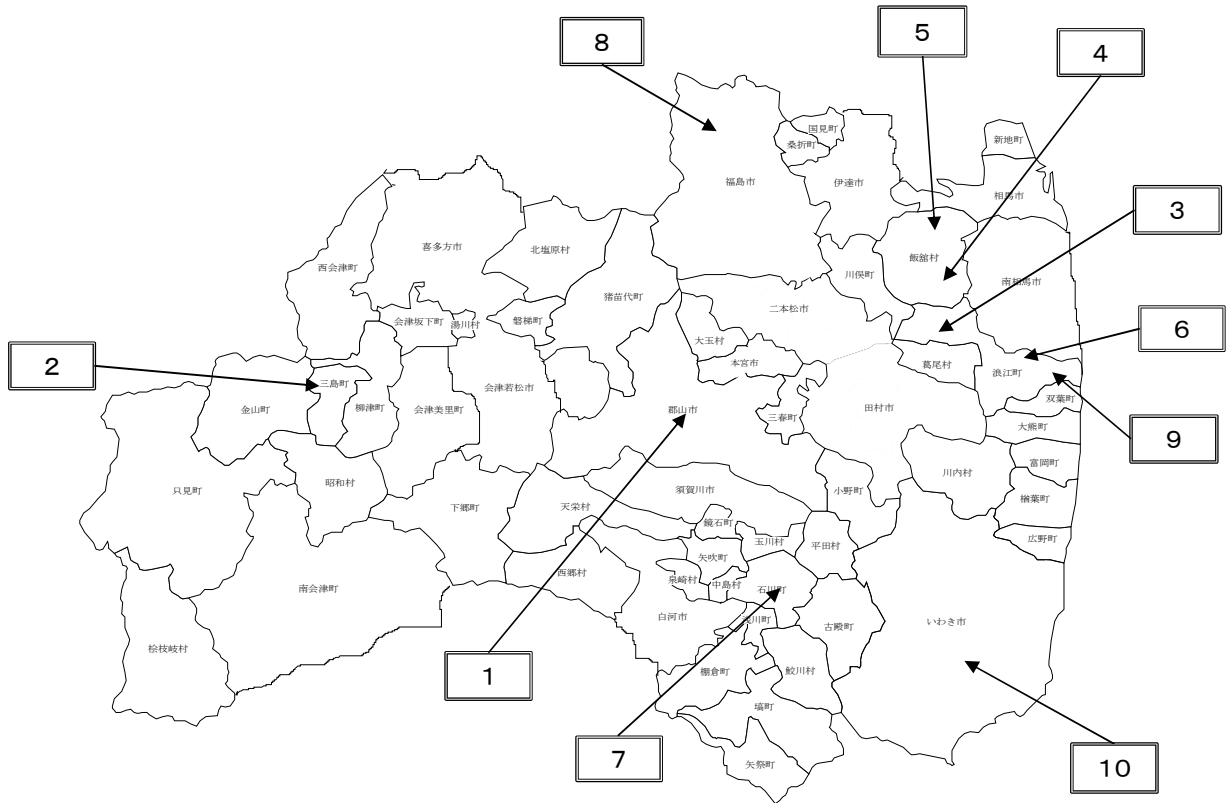 5
8
4
国見町
桑折町
新地町
福島市
伊達市
相馬市
3
喜多方市
北塩原村
飯舘村
西会津町
川俣町
南相馬市
猪苗代町
二本松市
会津坂下町
湯川村
磐梯町
6
大玉村
本宮市
2
葛尾村
浪江町
三島町
会津若松市
双葉町
金山町
柳津町
会津美里町
郡山市
三春町
田村市
大熊町
9
富岡町
川内村
只見町
昭和村
須賀川市
小野町
楢葉町
下郷町
天栄村
鏡石町
玉川村
平田村
広野町
矢吹町
西郷村
泉崎村
中島村
石川町
南会津町
白河市
浅川町
古殿町
いわき市
桧枝岐村
棚倉町
鮫川村
1
塙町
7
矢祭町
10